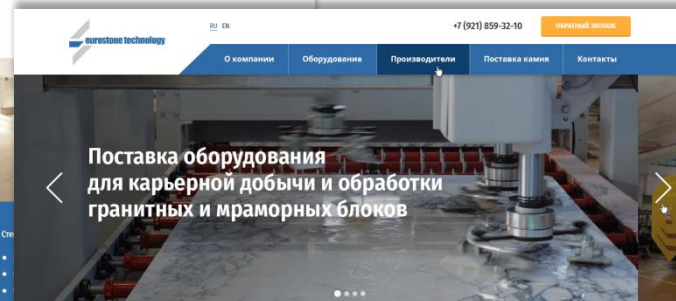 RU EN
+7 (921) 859-32-10
ОБРАТНЫЙ ЗВОНОК
eurostone technology
О компании Оборудование Производители Поставка камня Контакты
Поставка оборудования
для карьерной добычи и обработки
гранитных и мраморных блоков